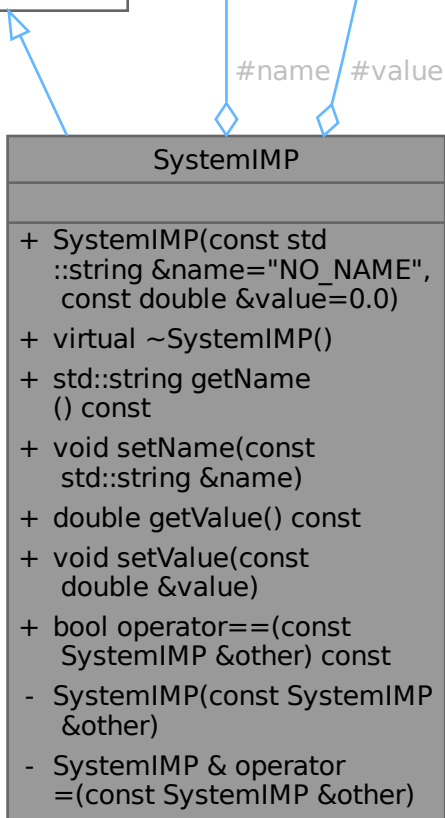 #name #value
SystemIMP
+ SystemIMP(const std
::string &name="NO_NAME",
const double &value=0.0)
+ virtual ~SystemIMP()
+ std::string getName
() const
+ void setName(const
std::string &name)
+ double getValue() const
+ void setValue(const
double &value)
+ bool operator==(const
SystemIMP &other) const
- SystemIMP(const SystemIMP
&other)
- SystemIMP & operator
=(const SystemIMP &other)